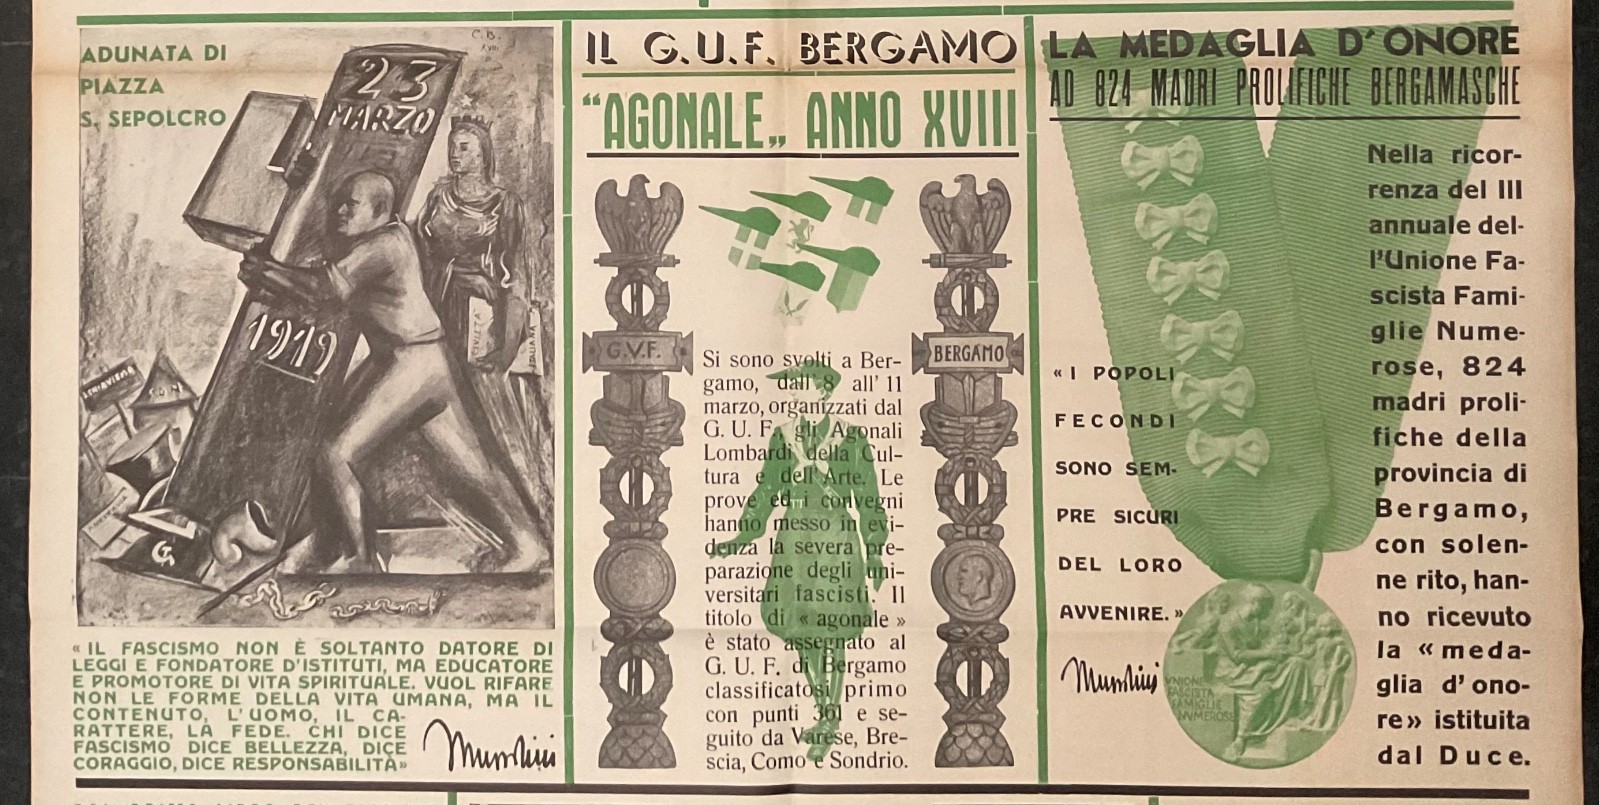 ADUNATA DI
PIAZZA
S. SEPOLCRO
C.B.
XVIII
23
MARZO
1919
CIVILTÀ
ITALIANA
G.
« IL FASCISMO NON È SOLTANTO DATORE DI
LEGGI E FONDATORE D'ISTITUTI, MA EDUCATORE
E PROMOTORE DI VITA SPIRITUALE. VUOL RIFARE
NON LE FORME DELLA VITA UMANA, MA IL
CONTENUTO, L'UOMO, IL CA-
RATTERE, LA FEDE. CHI DICE
FASCISMO DICE BELLEZZA, DICE
CORAGGIO, DICE RESPONSABILITÀ»
Mussolini
IL G.U.F. BERGAMO
“AGONALE„ ANNO XVIII
G.V.F.
BERGAMO
Si sono svolti a Ber-
gamo, dall' 8 all' 11
marzo, organizzati dal
G. U. F., gli Agonali
Lombardi della Cul-
tura e dell'Arte. Le
prove ed i convegni
hanno messo in evi-
denza la severa pre-
parazione degli uni-
versitari fascisti. Il
titolo di « agonale »
è stato assegnato al
G. U. F. di Bergamo
classificatosi primo
con punti 361 e se-
guito da Varese, Bre-
scia, Como e Sondrio.
LA MEDAGLIA D'ONORE
AD 824 MADRI PROLIFICHE BERGAMASCHE
Nella ricor-
renza del III
annuale del-
l'Unione Fa-
scista Fami-
glie Nume-
rose, 824
madri proli-
fiche della
provincia di
Bergamo,
con solen-
ne rito, han-
no ricevuto
la « meda-
glia d'ono-
re» istituita
dal Duce.
« I POPOLI
FECONDI
SONO SEM-
PRE SICURI
DEL LORO
AVVENIRE. »
Mussolini
UNIONE
FASCISTA
FAMIGLIE
NUMEROSE